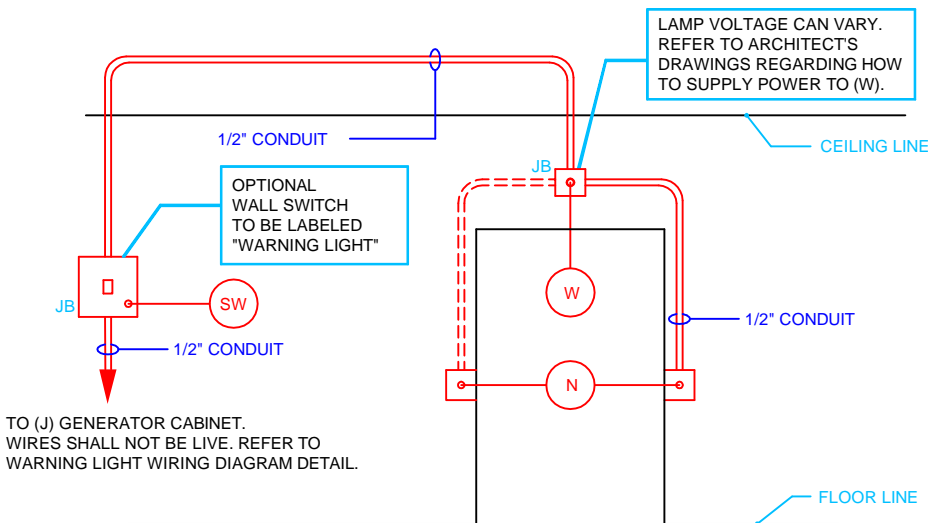 LAMP VOLTAGE CAN VARY.
REFER TO ARCHITECT'S
DRAWINGS REGARDING HOW
TO SUPPLY POWER TO (W).
1/2" CONDUIT
CEILING LINE
JB
OPTIONAL
WALL SWITCH
TO BE LABELED
"WARNING LIGHT"
JB
SW
W
1/2" CONDUIT
1/2" CONDUIT
N
TO (J) GENERATOR CABINET.
WIRES SHALL NOT BE LIVE. REFER TO
WARNING LIGHT WIRING DIAGRAM DETAIL.
FLOOR LINE